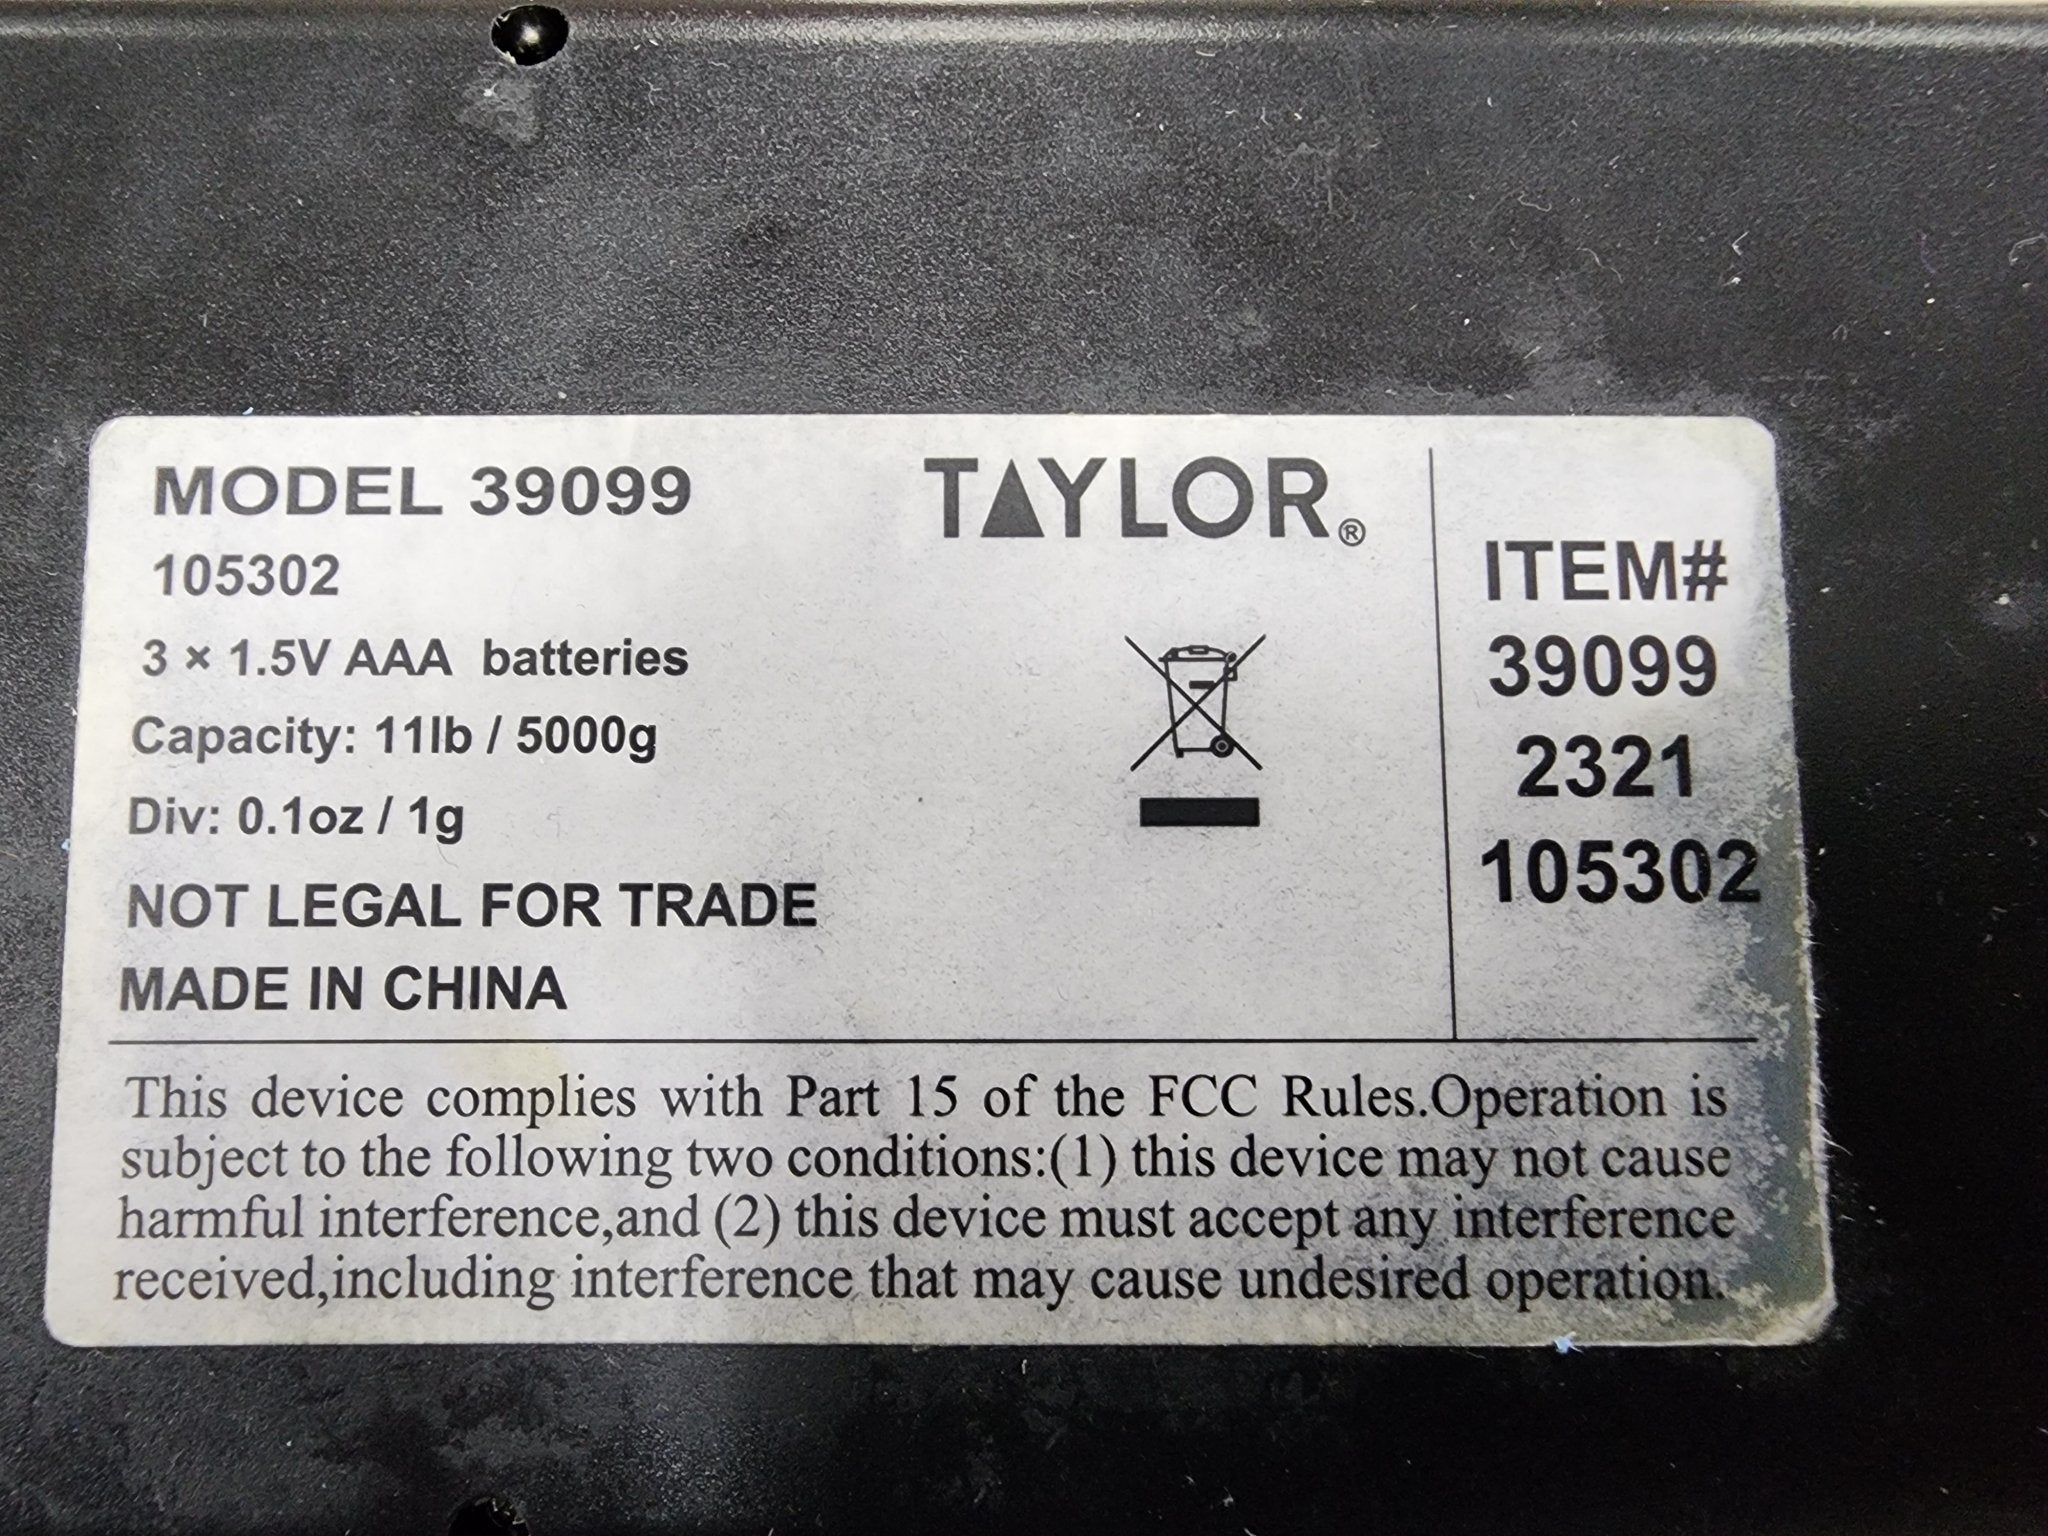 MODEL 39099
105302
3 × 1.5V AAA batteries
Capacity: 11lb / 5000g
Div: 0.1oz / 1g
NOT LEGAL FOR TRADE
MADE IN CHINA
TAYLOR®
ITEM#
39099
2321
105302
This device complies with Part 15 of the FCC Rules.Operation is
subject to the following two conditions:(1) this device may not cause
harmful interference,and (2) this device must accept any interference
received,including interference that may cause undesired operation.